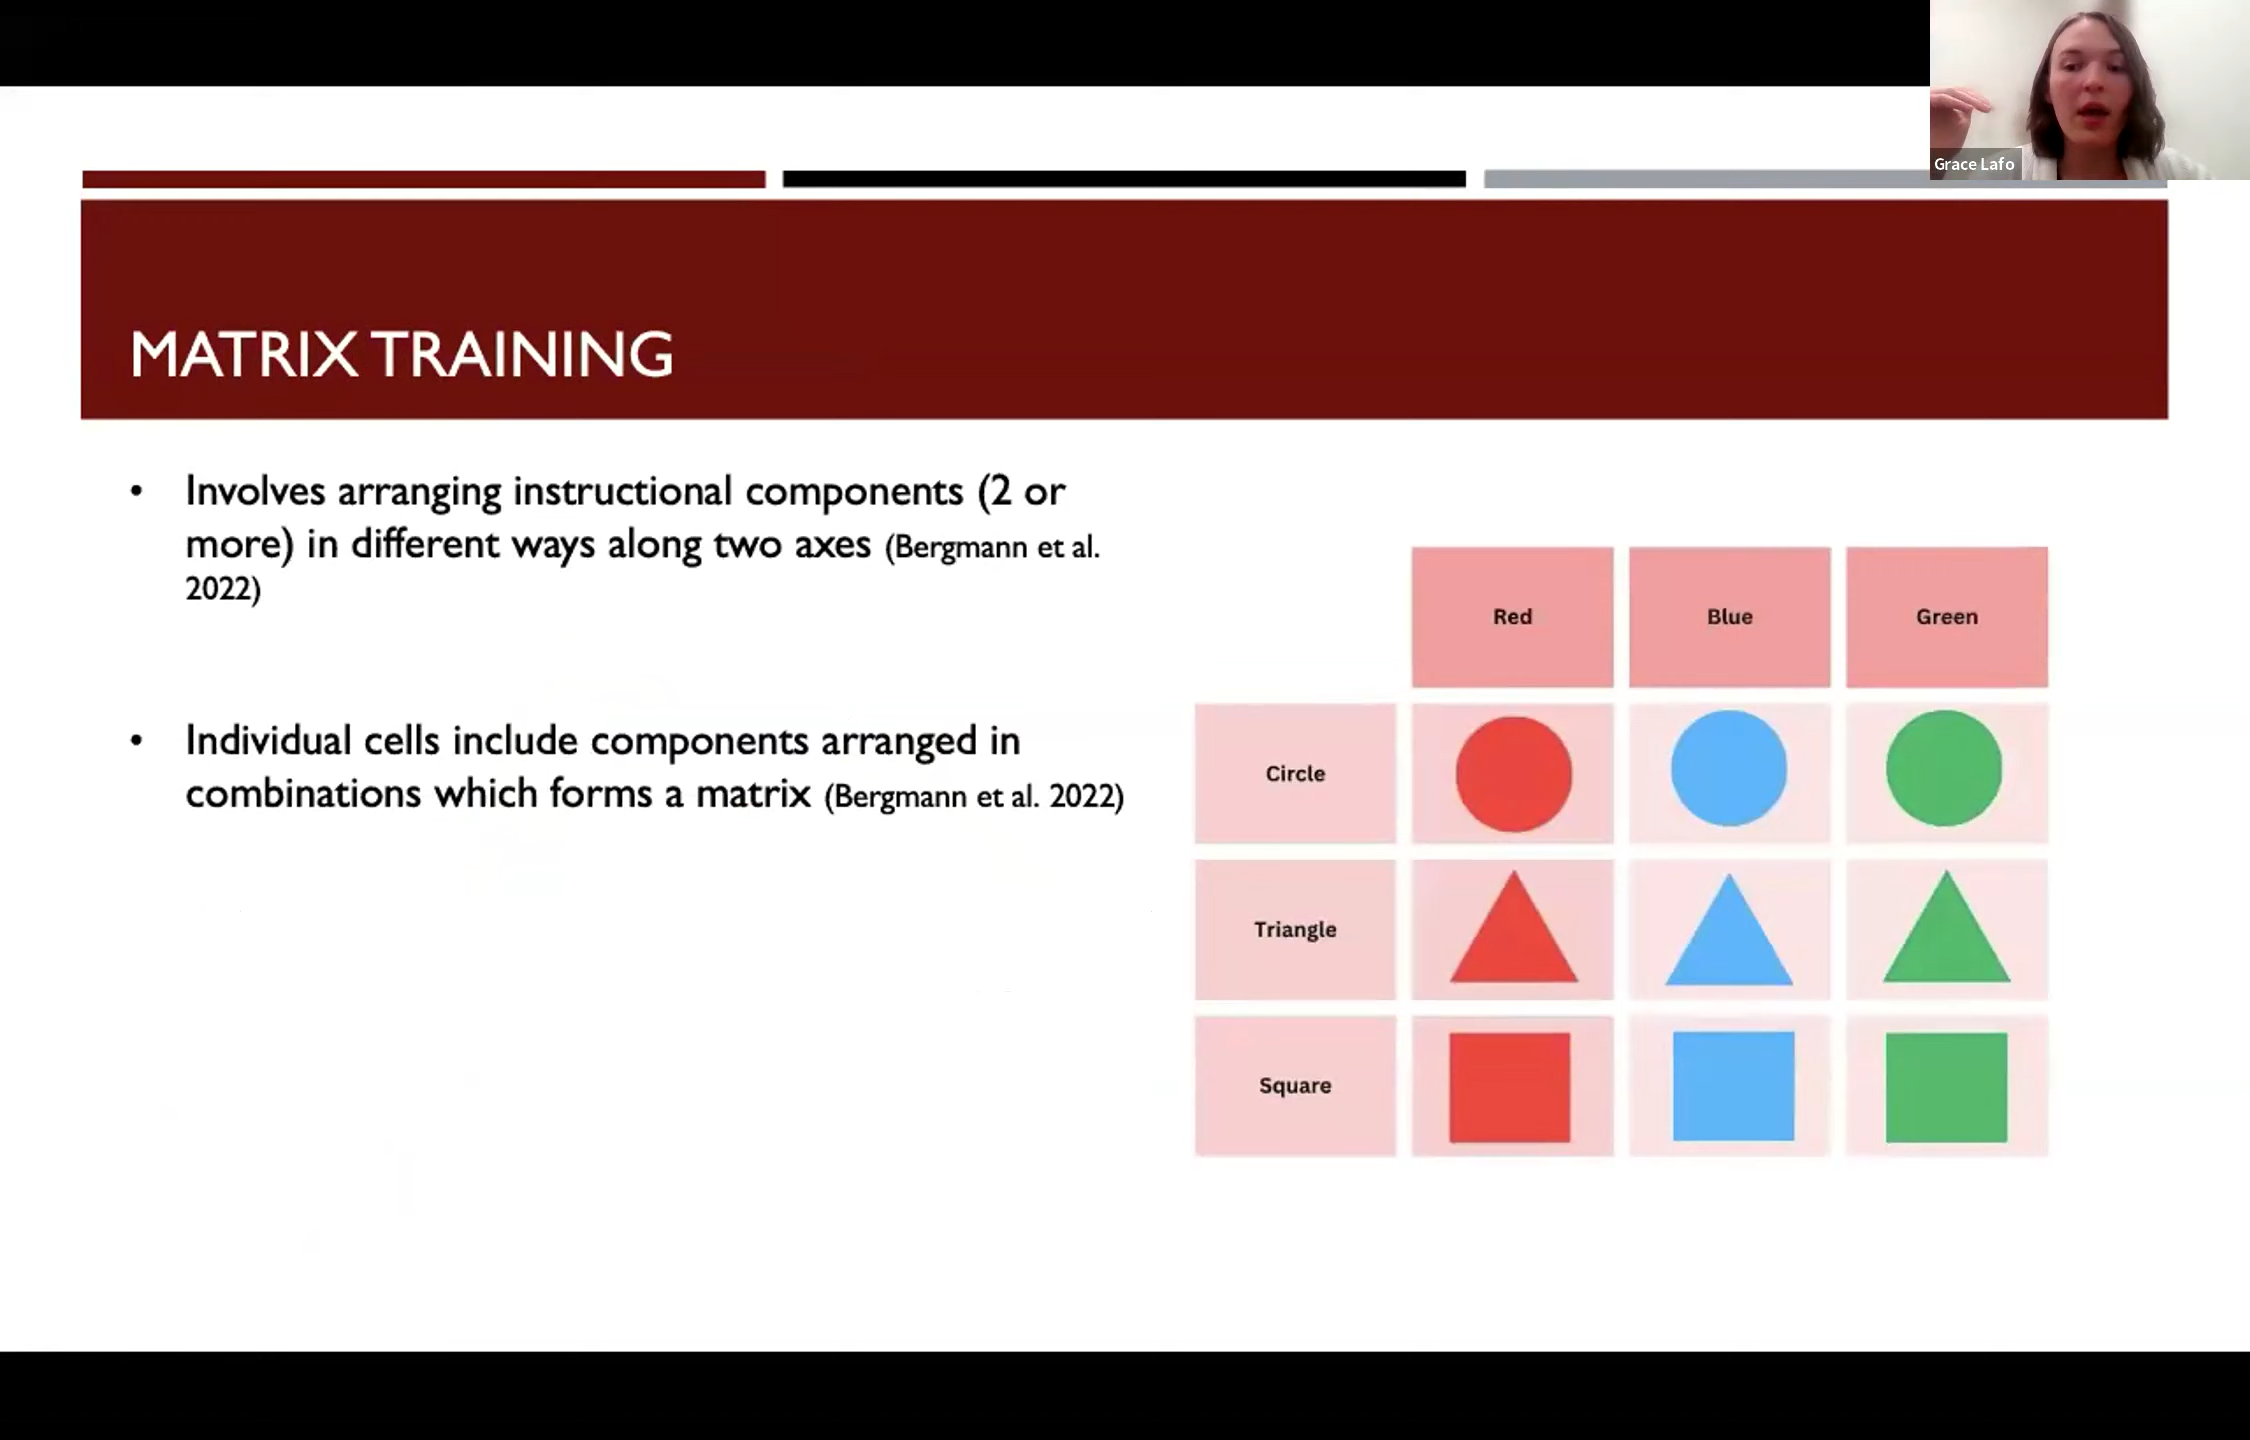 Grace Lafo
MATRIX TRAINING
• Involves arranging instructional components (2 or
more) in different ways along two axes (Bergmann et al.
2022)
• Individual cells include components arranged in
combinations which forms a matrix (Bergmann et al. 2022)
Red Blue Green
Circle
Triangle
Square